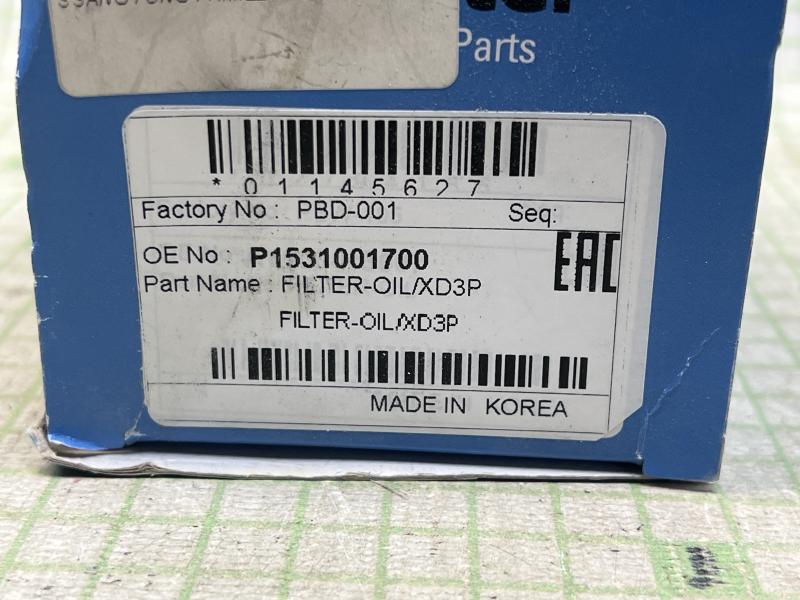 Parts
* 0 1 1 4 5 6 2 7
Factory No : PBD-001 Seq:
OE No : P1531001700
EAC
Part Name : FILTER-OIL/XD3P
FILTER-OIL/XD3P
MADE IN KOREA